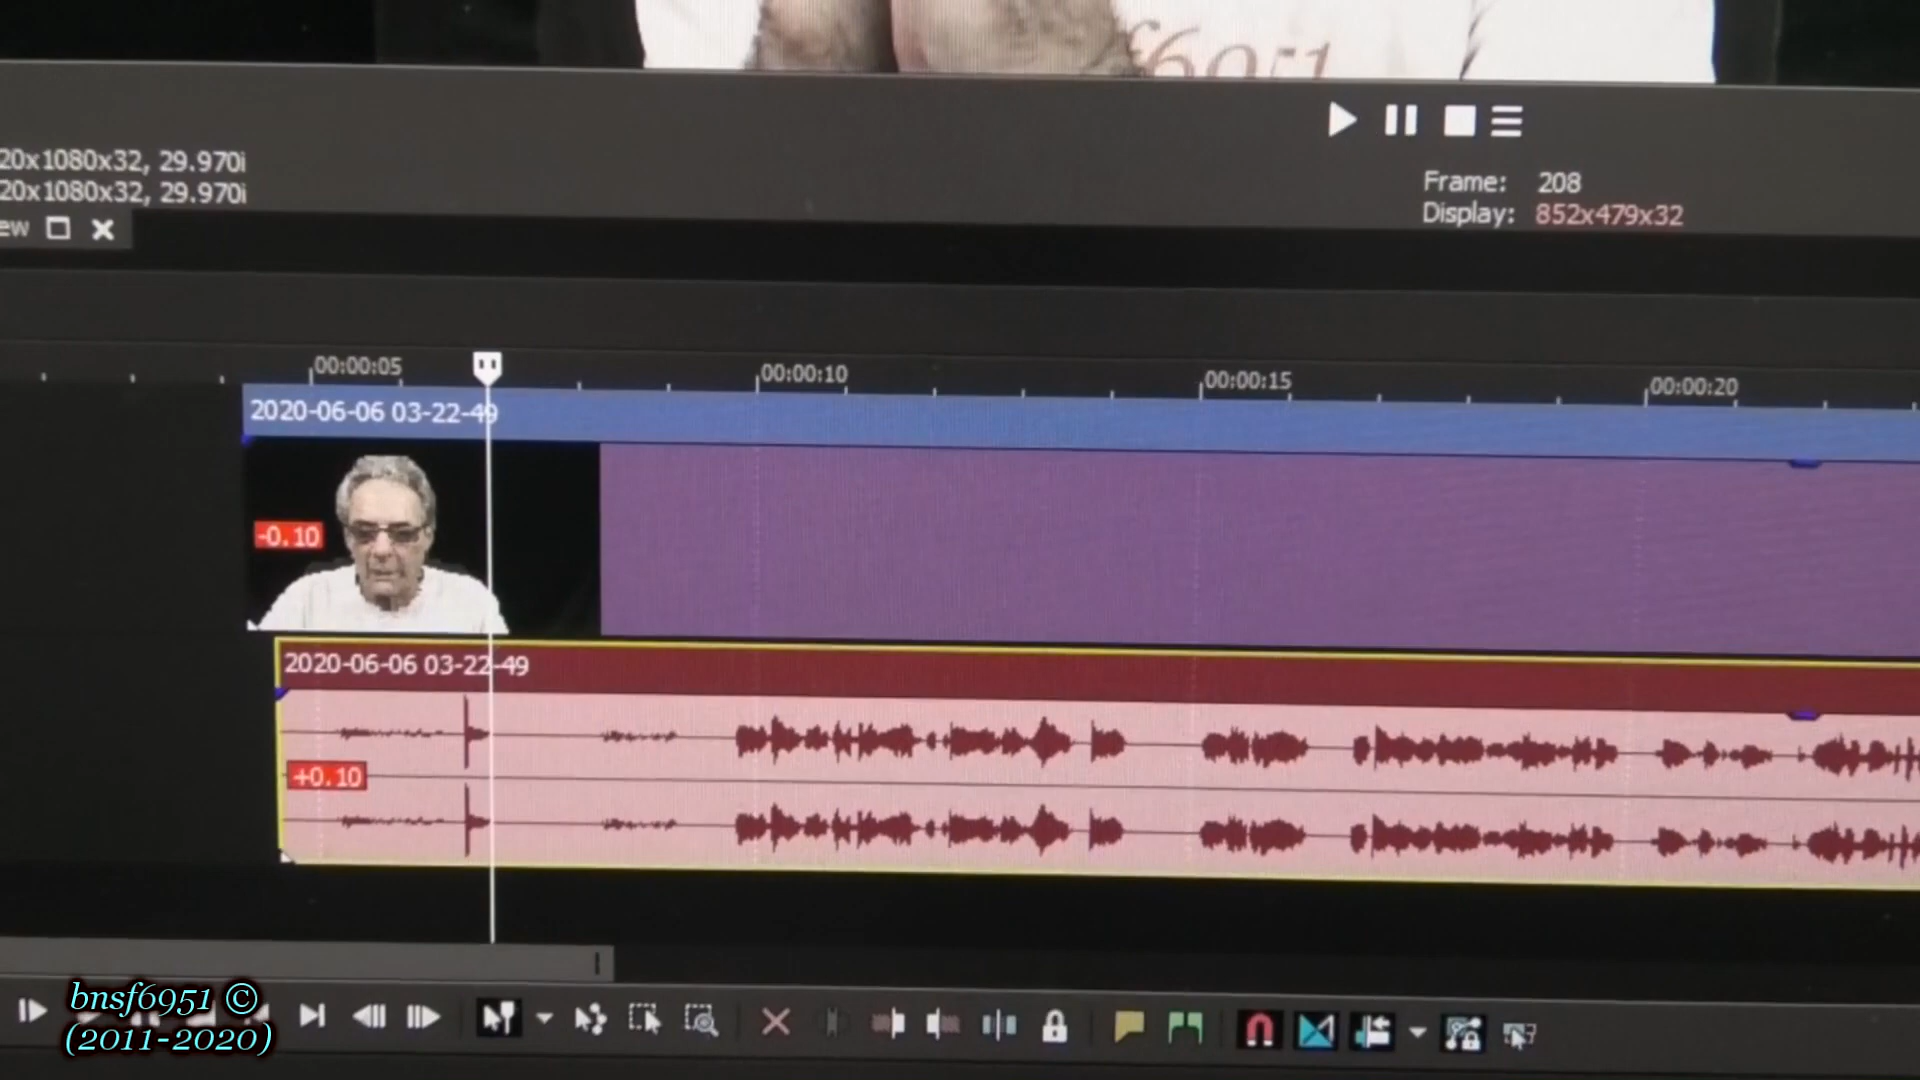 f6951
20x1080x32, 29.970i
20x1080x32, 29.970i
Frame: 208
Display: 852x479x32
ew
00:00:05
00:00:10
00:00:15
00:00:20
2020-06-06 03-22-49
-0.10
2020-06-06 03-22-49
+0.10
bnsf6951 ©
(2011-2020)